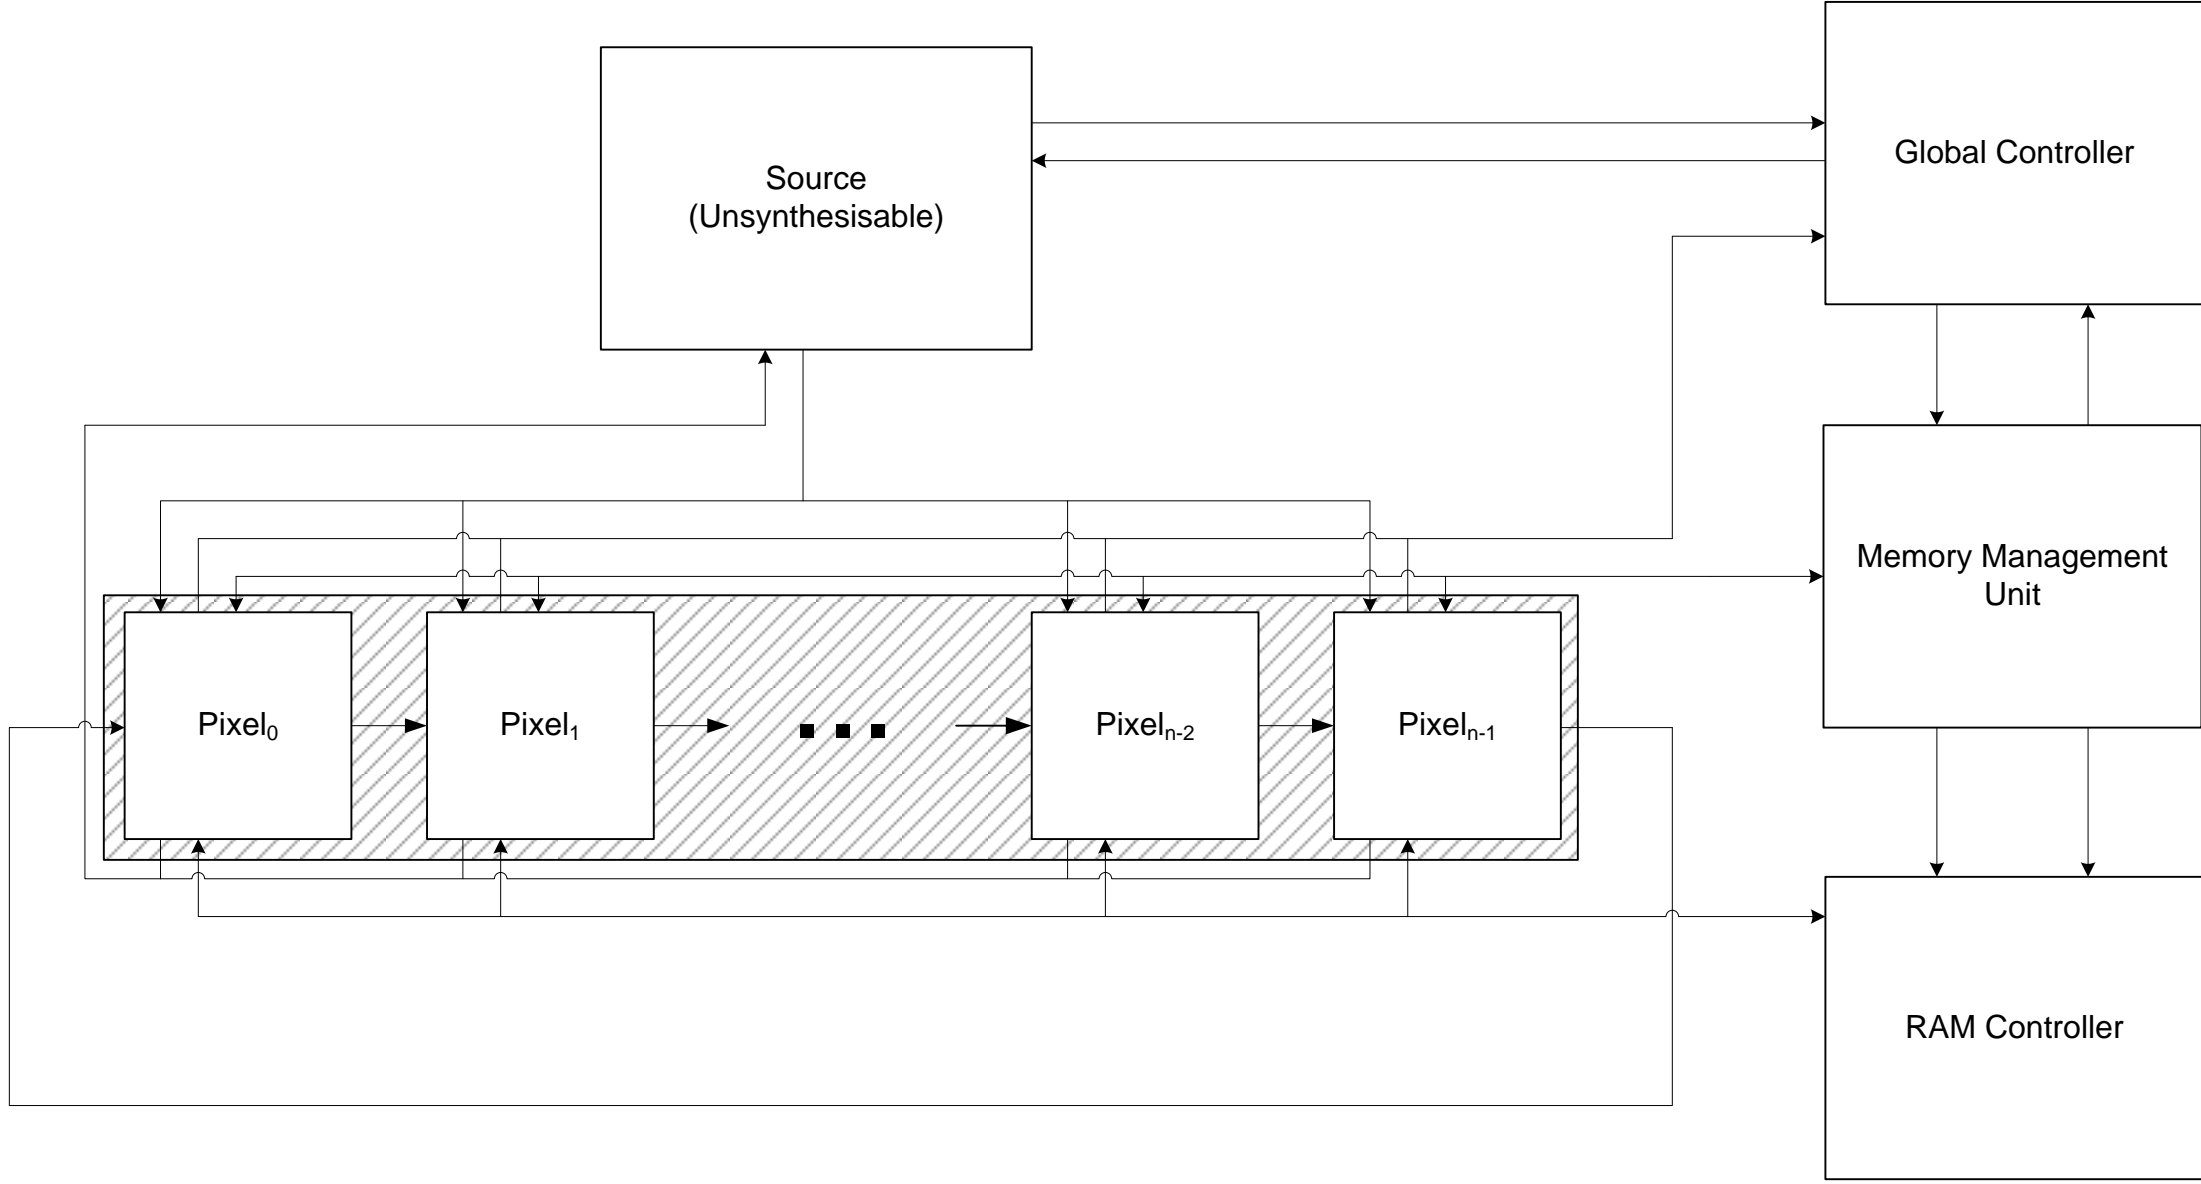 Source
(Unsynthesisable)
Global Controller
Memory Management
Unit
Pixel₀
Pixel₁
Pixelₙ₋₂
Pixelₙ₋₁
RAM Controller